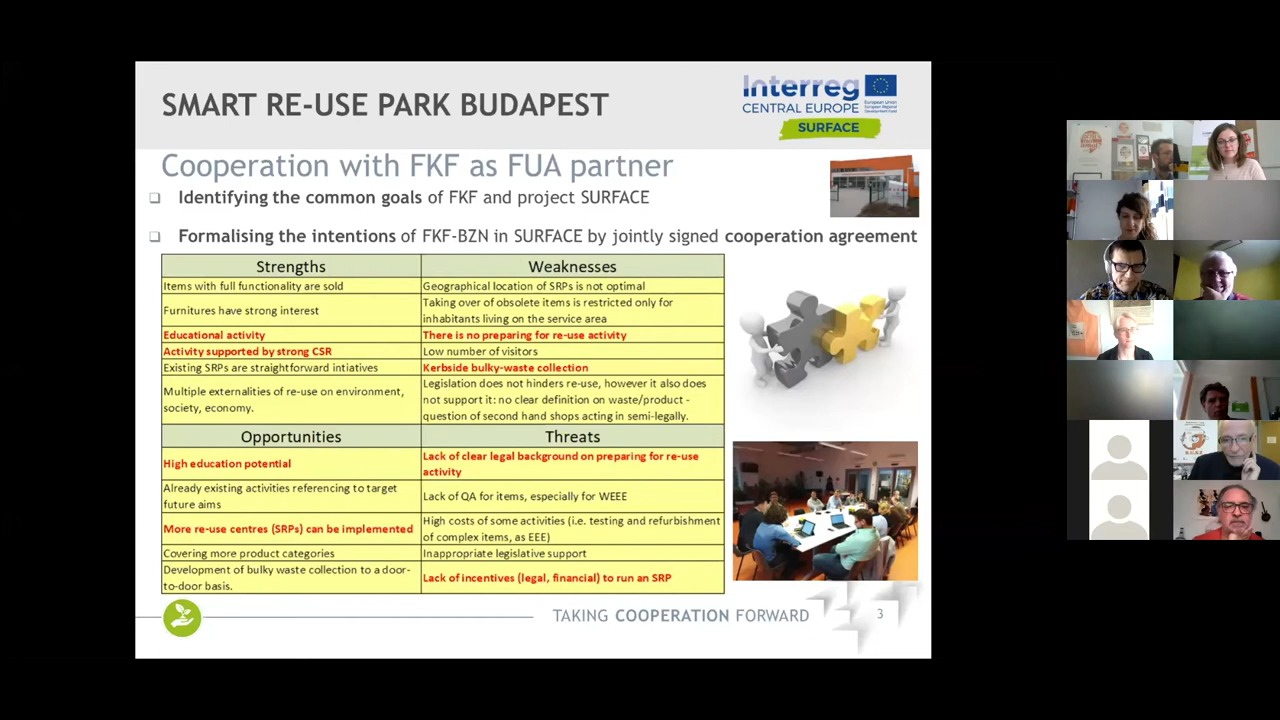 SMART RE-USE PARK BUDAPEST
Interreg
CENTRAL EUROPE
European Union
European Regional
Development Fund
SURFACE
Cooperation with FKF as FUA partner
Identifying the common goals of FKF and project SURFACE
Formalising the intentions of FKF-BZN in SURFACE by jointly signed cooperation agreement
Strengths
Weaknesses
Items with full functionality are sold
Geographical location of SRPs is not optimal
Furnitures have strong interest
Taking over of obsolete items is restricted only for
inhabitants living on the service area
Educational activity
There is no preparing for re-use activity
Activity supported by strong CSR
Low number of visitors
Existing SRPs are straightforward intiatives
Kerbside bulky-waste collection
Multiple externalities of re-use on environment,
society, economy.
Legislation does not hinders re-use, however it also does
not support it: no clear definition on waste/product -
question of second hand shops acting in semi-legally.
Opportunities
Threats
High education potential
Lack of clear legal background on preparing for re-use
activity
Already existing activities referencing to target
future aims
Lack of QA for items, especially for WEEE
More re-use centres (SRPs) can be implemented
High costs of some activities (i.e. testing and refurbishment
of complex items, as EEE)
Covering more product categories
Inappropriate legislative support
Development of bulky waste collection to a door-
to-door basis.
Lack of incentives (legal, financial) to run an SRP
TAKING COOPERATION FORWARD
3